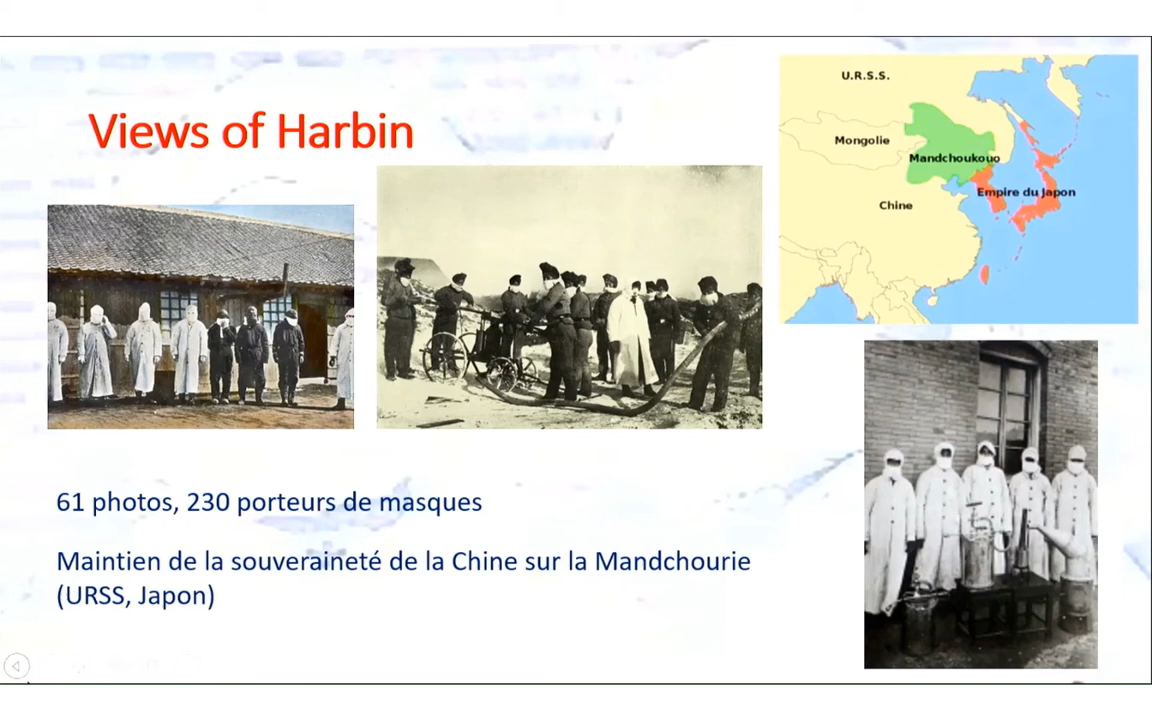 Views of Harbin
U.R.S.S.
Mongolie
Mandchoukouo
Empire du Japon
Chine
61 photos, 230 porteurs de masques
Maintien de la souveraineté de la Chine sur la Mandchourie
(URSS, Japon)